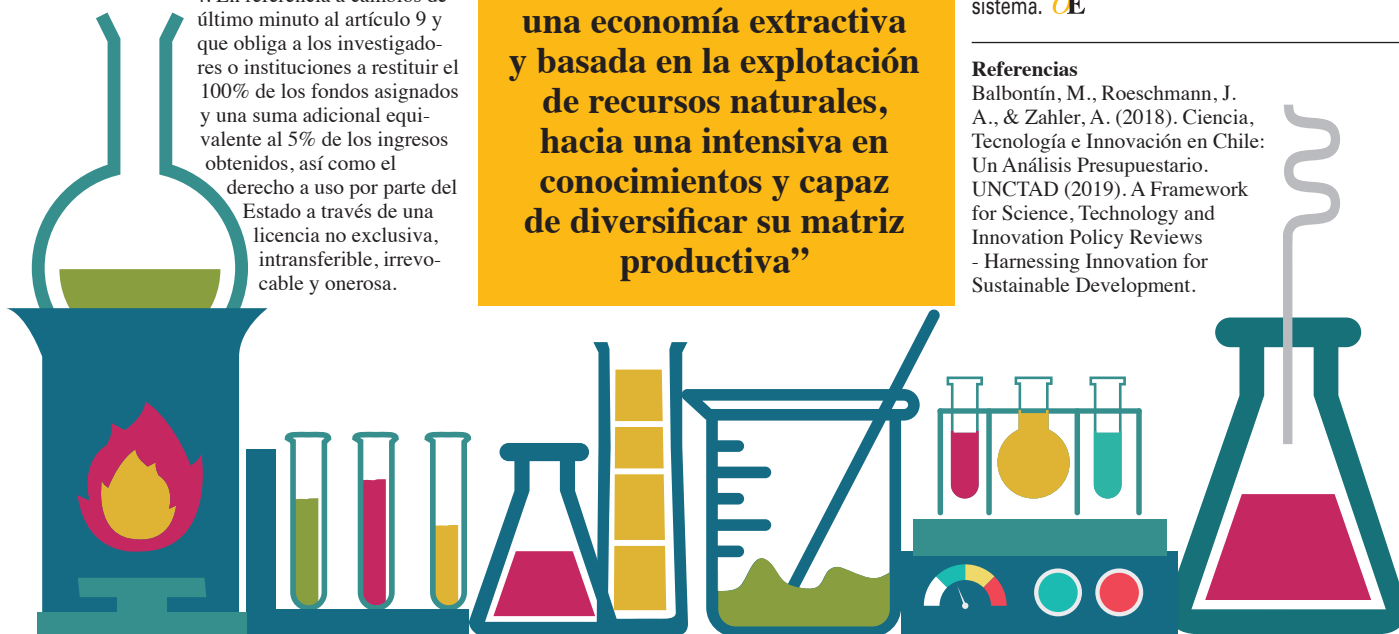 último minuto al artículo 9 y
que obliga a los investigado-
res o instituciones a restituir el
100% de los fondos asignados
y una suma adicional equi-
valente al 5% de los ingresos
obtenidos, así como el
derecho a uso por parte del
Estado a través de una
licencia no exclusiva,
intransferible, irrevo-
cable y onerosa.
una economía extractiva
y basada en la explotación
de recursos naturales,
hacia una intensiva en
conocimientos y capaz
de diversificar su matriz
productiva”
sistema.
Referencias
Balbontín, M., Roeschmann, J.
A., & Zahler, A. (2018). Ciencia,
Tecnología e Innovación en Chile:
Un Análisis Presupuestario.
UNCTAD (2019). A Framework
for Science, Technology and
Innovation Policy Reviews
- Harnessing Innovation for
Sustainable Development.